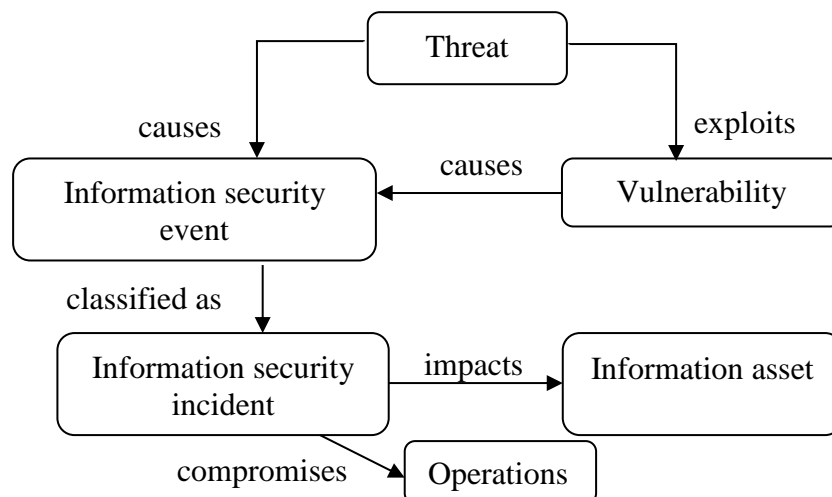 Threat
causes
exploits
causes
Information security
event
Vulnerability
classified as
Information security
incident
impacts
Information asset
compromises
Operations